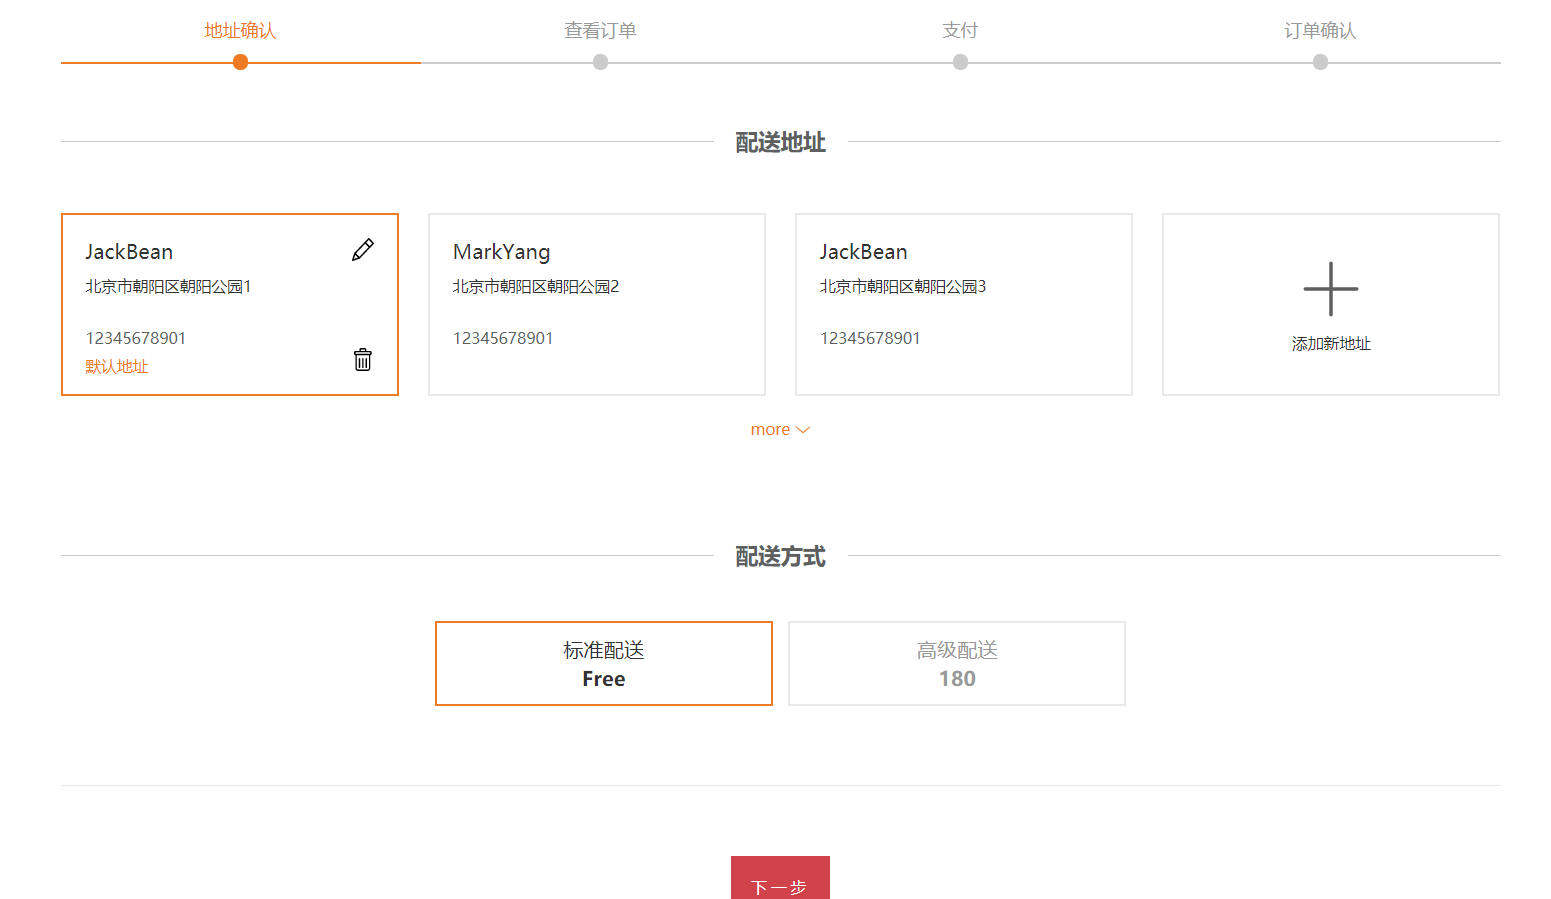 地址确认
查看订单
支付
订单确认
配送地址
JackBean
北京市朝阳区朝阳公园1
12345678901
默认地址
MarkYang
北京市朝阳区朝阳公园2
12345678901
JackBean
北京市朝阳区朝阳公园3
12345678901
添加新地址
more
配送方式
标准配送
Free
高级配送
180
下一步